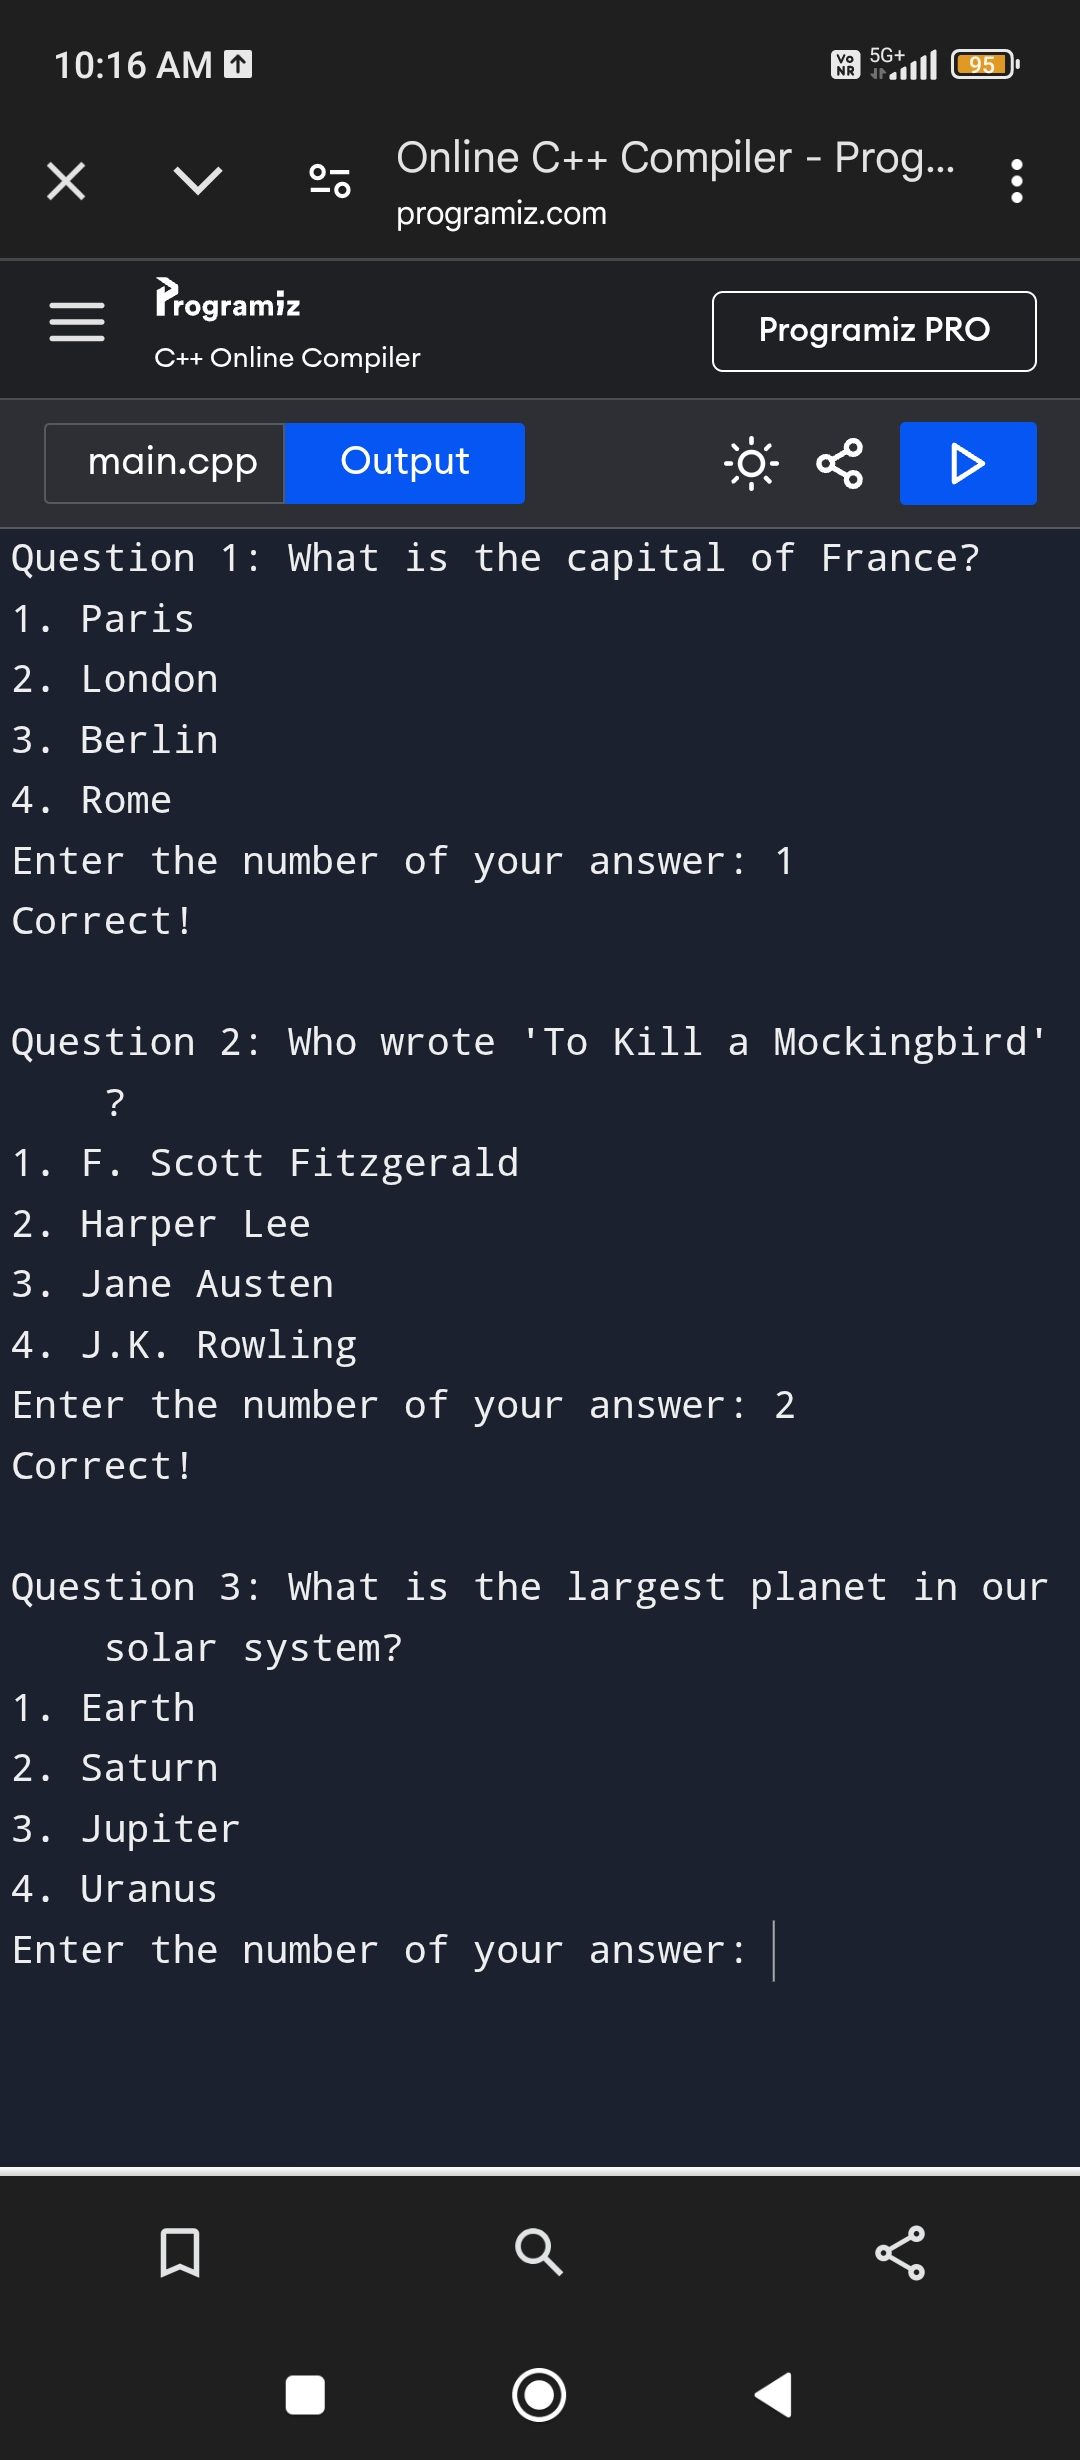 10:16 AM
Vo NR 5G+ 95
Online C++ Compiler - Prog...
programiz.com
Programiz
C++ Online Compiler
Programiz PRO
main.cpp Output
Question 1: What is the capital of France?
1. Paris
2. London
3. Berlin
4. Rome
Enter the number of your answer: 1
Correct!
Question 2: Who wrote 'To Kill a Mockingbird'
?
1. F. Scott Fitzgerald
2. Harper Lee
3. Jane Austen
4. J.K. Rowling
Enter the number of your answer: 2
Correct!
Question 3: What is the largest planet in our
solar system?
1. Earth
2. Saturn
3. Jupiter
4. Uranus
Enter the number of your answer: